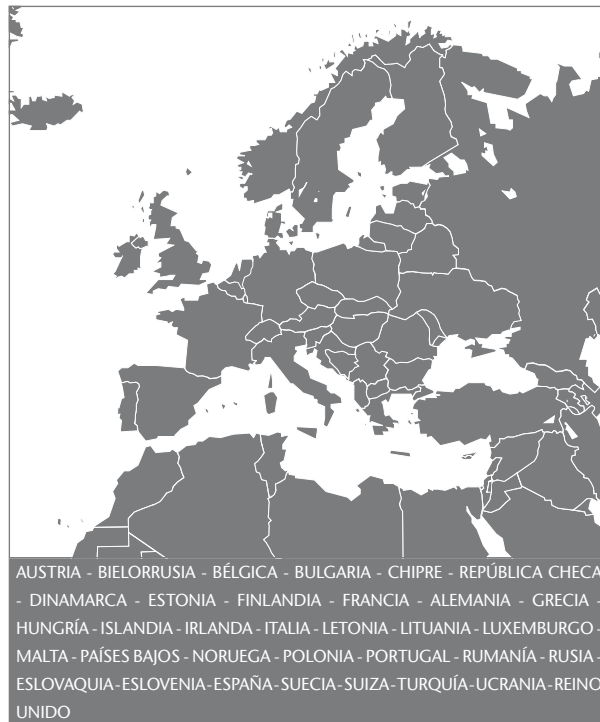 AUSTRIA - BIELORRUSIA - BÉLGICA - BULGARIA - CHIPRE - REPÚBLICA CHECA
- DINAMARCA - ESTONIA - FINLANDIA - FRANCIA - ALEMANIA - GRECIA -
HUNGRÍA - ISLANDIA - IRLANDA - ITALIA - LETONIA - LITUANIA - LUXEMBURGO -
MALTA - PAÍSES BAJOS - NORUEGA - POLONIA - PORTUGAL - RUMANÍA - RUSIA -
ESLOVAQUIA - ESLOVENIA - ESPAÑA - SUECIA - SUIZA - TURQUÍA - UCRANIA - REINO
UNIDO